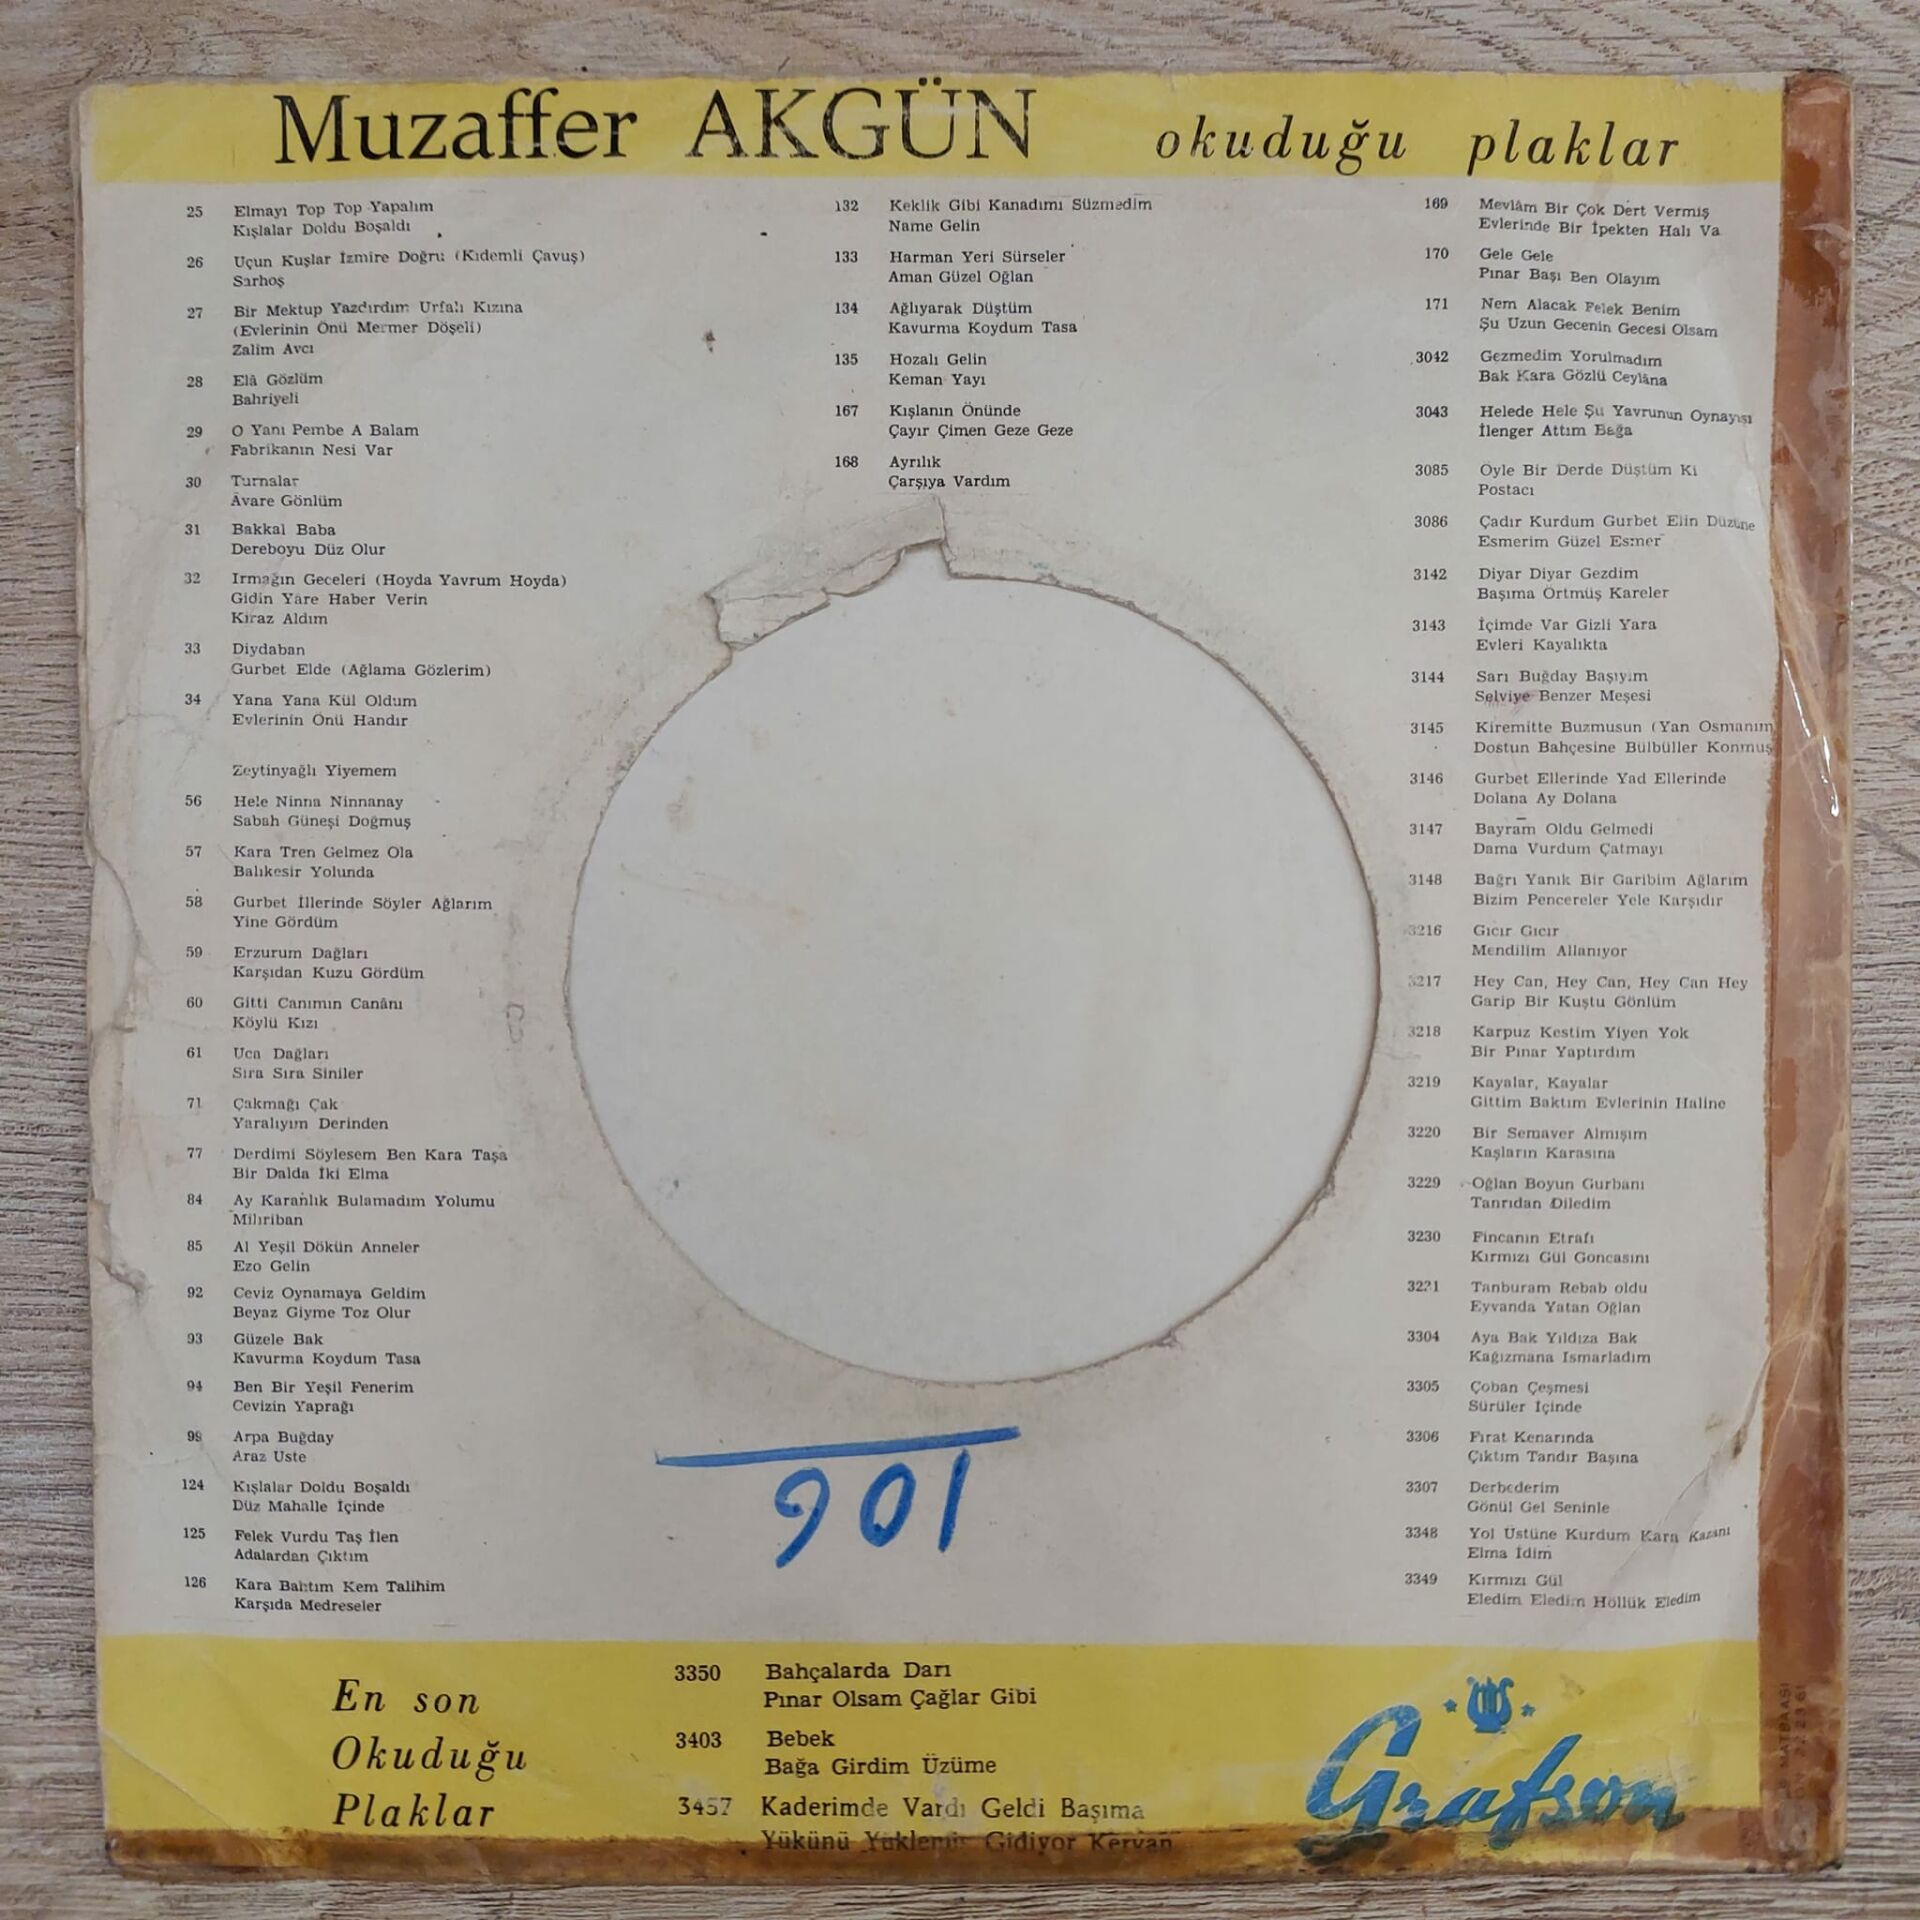 Muzaffer AKGÜN okuduğu plaklar
25 Elmayı Top Top Yapalım
Kışlalar Doldu Boşaldı
26 Uçun Kuşlar İzmire Doğru (Kıdemli Çavuş)
Sarhoş
27 Bir Mektup Yazdırdım Urfalı Kızına
(Evlerinin Önü Mermer Döşeli)
Zalim Avcı
28 Elâ Gözlüm
Bahriyeli
29 O Yanı Pembe A Balam
Fabrikanın Nesi Var
30 Turnalar
Âvare Gönlüm
31 Bakkal Baba
Dereboyu Düz Olur
32 Irmağın Geceleri (Hoyda Yavrum Hoyda)
Gidin Yâre Haber Verin
Kiraz Aldım
33 Diydaban
Gurbet Elde (Ağlama Gözlerim)
34 Yana Yana Kül Oldum
Evlerinin Önü Handır
Zeytinyağlı Yiyemem
56 Hele Ninna Ninnanay
Sabah Güneşi Doğmuş
57 Kara Tren Gelmez Ola
Balıkesir Yolunda
58 Gurbet İllerinde Söyler Ağlarım
Yine Gördüm
59 Erzurum Dağları
Karşıdan Kuzu Gördüm
60 Gitti Canımın Canânı
Köylü Kızı
61 Uca Dağları
Sıra Sıra Siniler
71 Çakmağı Çak
Yaralıyım Derinden
77 Derdimi Söylesem Ben Kara Taşa
Bir Dalda İki Elma
84 Ay Karanlık Bulamadım Yolumu
Mihriban
85 Al Yeşil Dökün Anneler
Ezo Gelin
92 Ceviz Oynamaya Geldim
Beyaz Giyme Toz Olur
93 Güzele Bak
Kavurma Koydum Tasa
94 Ben Bir Yeşil Fenerim
Cevizin Yaprağı
99 Arpa Buğday
Araz Uste
124 Kışlalar Doldu Boşaldı
Düz Mahalle İçinde
125 Felek Vurdu Taş İlen
Adalardan Çıktım
126 Kara Bahtım Kem Talihim
Karşıda Medreseler
132 Keklik Gibi Kanadımı Süzmedim
Name Gelin
133 Harman Yeri Sürseler
Aman Güzel Oğlan
134 Ağlıyarak Düştüm
Kavurma Koydum Tasa
135 Hozalı Gelin
Keman Yayı
167 Kışlanın Önünde
Çayır Çimen Geze Geze
168 Ayrılık
Çarşıya Vardım
169 Mevlâm Bir Çok Dert Vermiş
Evlerinde Bir İpekten Halı Va
170 Gele Gele
Pınar Başı Ben Olayım
171 Nem Alacak Felek Benim
Şu Uzun Gecenin Gecesi Olsam
3042 Gezmedim Yorulmadım
Bak Kara Gözlü Ceylâna
3043 Helede Hele Şu Yavrunun Oynayışı
İlenger Attım Bağa
3085 Öyle Bir Derde Düştüm Ki
Postacı
3086 Çadır Kurdum Gurbet Elin Düzüne
Esmerim Güzel Esmer
3142 Diyar Diyar Gezdim
Başıma Örtmüş Kareler
3143 İçimde Var Gizli Yara
Evleri Kayalıkta
3144 Sarı Buğday Başıyım
Selviye Benzer Meşesi
3145 Kiremitte Buzmusun (Yan Osmanım
Dostun Bahçesine Bülbüller Konmuş
3146 Gurbet Ellerinde Yad Ellerinde
Dolana Ay Dolana
3147 Bayram Oldu Gelmedi
Dama Vurdum Çatmayı
3148 Bağrı Yanık Bir Garibim Ağlarım
Bizim Pencereler Yele Karşıdır
3216 Gıcır Gıcır
Mendilim Allanıyor
3217 Hey Can, Hey Can, Hey Can Hey
Garip Bir Kuştu Gönlüm
3218 Karpuz Kestim Yiyen Yok
Bir Pınar Yaptırdım
3219 Kayalar, Kayalar
Gittim Baktım Evlerinin Haline
3220 Bir Semaver Almışım
Kaşların Karasına
3229 Oğlan Boyun Gurbanı
Tanrıdan Diledim
3230 Fincanın Etrafı
Kırmızı Gül Goncasını
3221 Tanburam Rebab oldu
Eyvanda Yatan Oğlan
3304 Aya Bak Yıldıza Bak
Kağızmana Ismarladım
3305 Çoban Çeşmesi
Sürüler İçinde
3306 Fırat Kenarında
Çıktım Tandır Başına
3307 Derbederim
Gönül Gel Seninle
3348 Yol Üstüne Kurdum Kara Kazanı
Elma İdim
3349 Kırmızı Gül
Eledim Eledim Höllük Eledim
106
En son
Okuduğu
Plaklar
3350 Bahçalarda Darı
Pınar Olsam Çağlar Gibi
3403 Bebek
Bağa Girdim Üzüme
3457 Kaderimde Vardı Geldi Başıma
Yükünü Yüklemiş Gidiyor Kervan
Grafson
MATBAASI